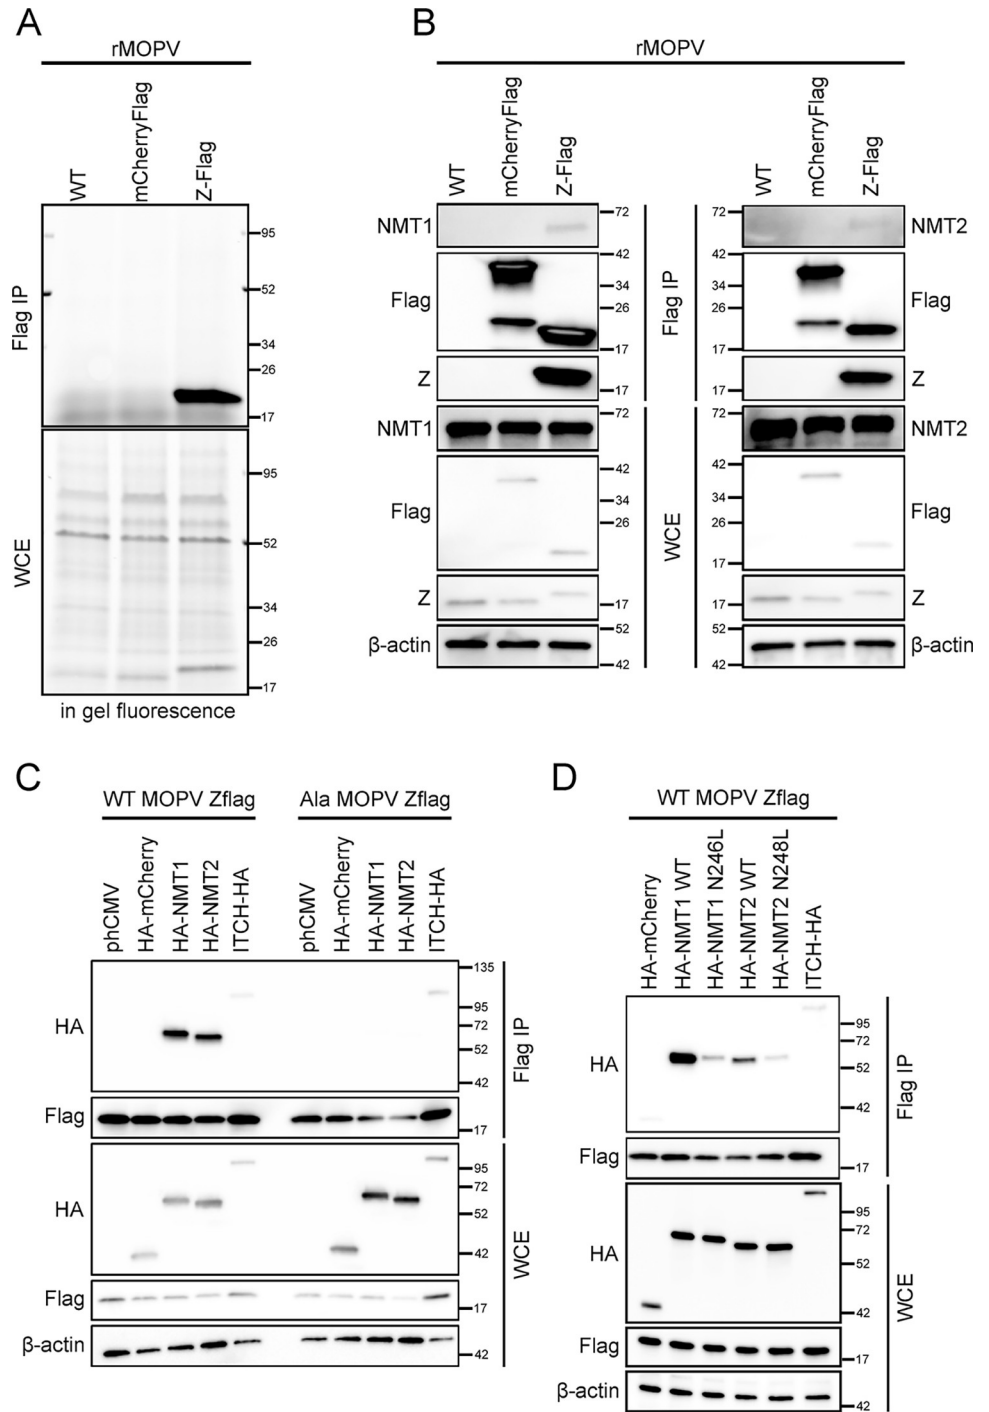 A
rMOPV
WT
mCherryFlag
Z-Flag
Flag IP
95
52
34
26
17
WCE
95
52
34
26
17
in gel fluorescence
B
rMOPV
WT
mCherryFlag
Z-Flag
WT
mCherryFlag
Z-Flag
NMT1
72
Flag IP
72
NMT2
Flag
42
34
26
17
42
34
26
17
Flag
Z
17
17
Z
NMT1
72
WCE
72
NMT2
Flag
42
34
26
42
34
26
17
Flag
Z
17
17
Z
β-actin
52
42
52
42
β-actin
C
WT MOPV Zflag
Ala MOPV Zflag
phCMV
HA-mCherry
HA-NMT1
HA-NMT2
ITCH-HA
phCMV
HA-mCherry
HA-NMT1
HA-NMT2
ITCH-HA
HA
135
95
72
52
42
Flag IP
Flag
17
HA
95
72
52
42
WCE
Flag
17
β-actin
42
D
WT MOPV Zflag
HA-mCherry
HA-NMT1 WT
HA-NMT1 N246L
HA-NMT2 WT
HA-NMT2 N248L
ITCH-HA
HA
95
72
52
42
Flag IP
Flag
17
HA
95
72
52
42
WCE
Flag
17
β-actin
42